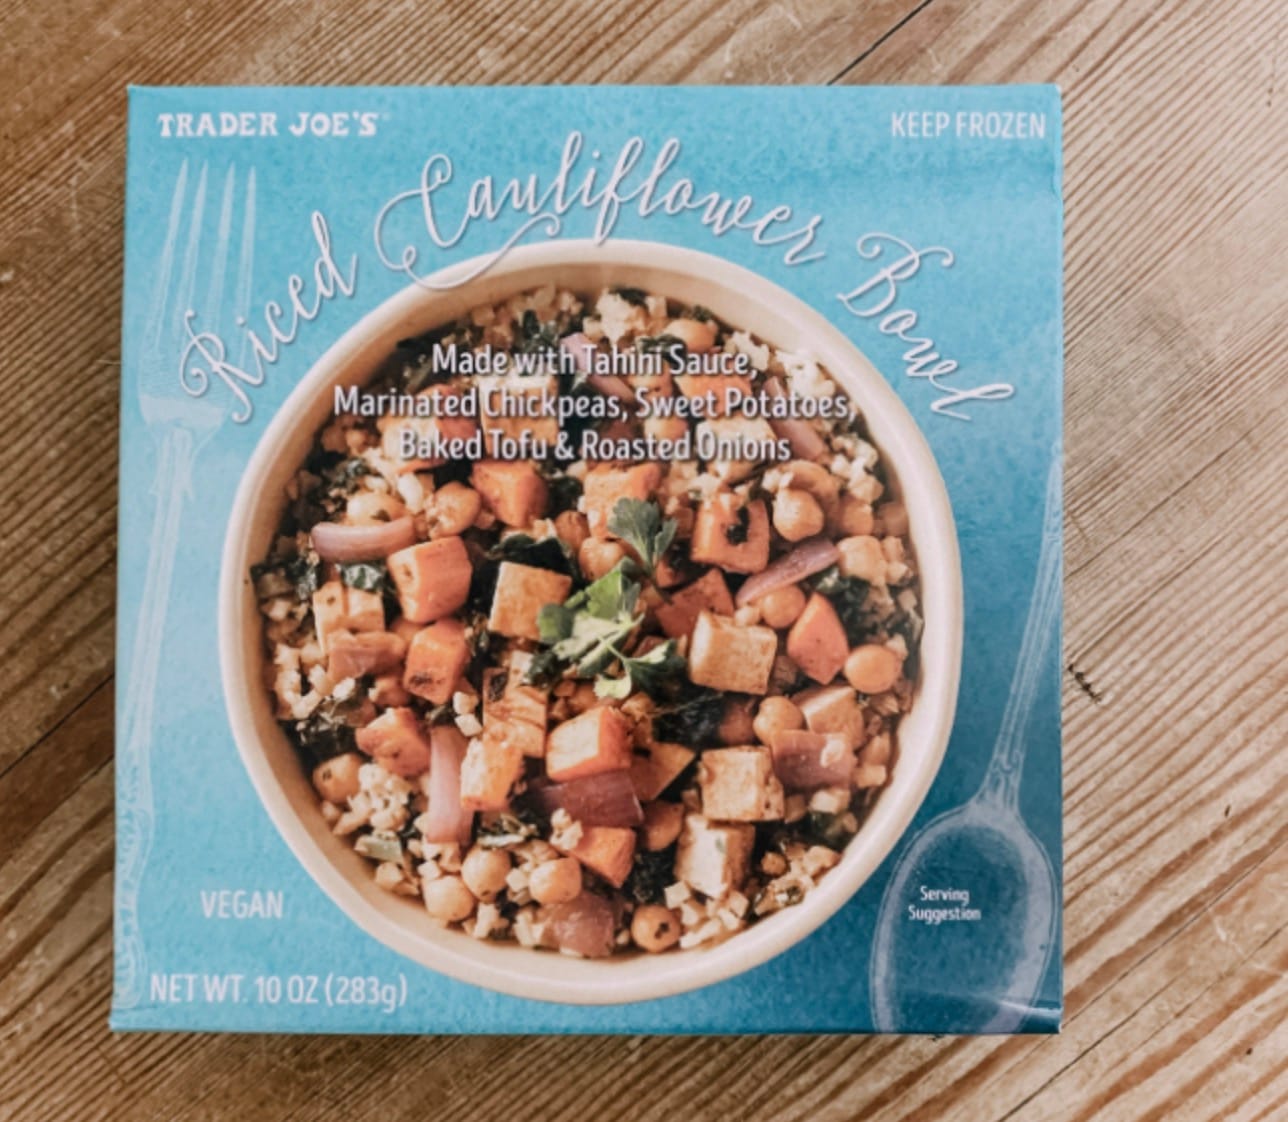 TRADER JOE'S
KEEP FROZEN
Riced Cauliflower Bowl
Made with Tahini Sauce,
Marinated Chickpeas, Sweet Potatoes,
Baked Tofu & Roasted Onions
VEGAN
Serving
Suggestion
NET WT. 10 OZ (283g)